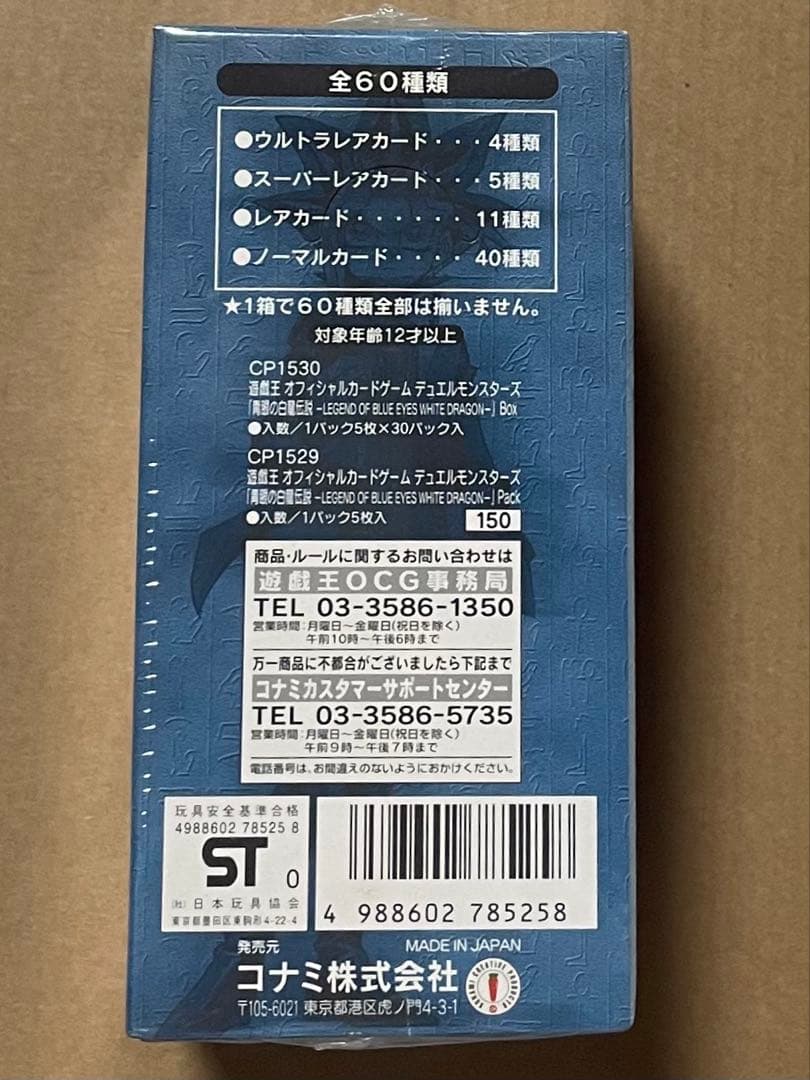 全60種類
●ウルトラレアカード・・・4種類
●スーパーレアカード・・・5種類
●レアカード・・・・・・11種類
●ノーマルカード・・・・40種類
★1箱で60種類全部は揃いません。
対象年齢12才以上
CP1530
遊戯王 オフィシャルカードゲーム デュエルモンスターズ
「青眼の白龍伝説 −LEGEND OF BLUE EYES WHITE DRAGON−」 Box
●入数/1パック5枚×30パック入
CP1529
遊戯王 オフィシャルカードゲーム デュエルモンスターズ
「青眼の白龍伝説 −LEGEND OF BLUE EYES WHITE DRAGON−」 Pack
●入数/1パック5枚入 150
商品・ルールに関するお問い合わせは
遊戯王OCG事務局
TEL 03-3586-1350
営業時間:月曜日〜金曜日(祝日を除く)
午前10時〜午後6時まで
万一商品に不都合がございましたら下記まで
コナミカスタマーサポートセンター
TEL 03-3586-5735
営業時間:月曜日〜金曜日(祝日を除く)
午前9時〜午後7時まで
電話番号は、お間違えのないようにおかけください。
玩具安全基準合格
4988602 78525 8
ST 0
(社)日本玩具協会
東京都墨田区東駒形4-22-4
4 988602 785258
発売元 MADE IN JAPAN
コナミ株式会社
〒105-6021 東京都港区虎ノ門4-3-1
KONAMI CREATIVE PRODUCTS